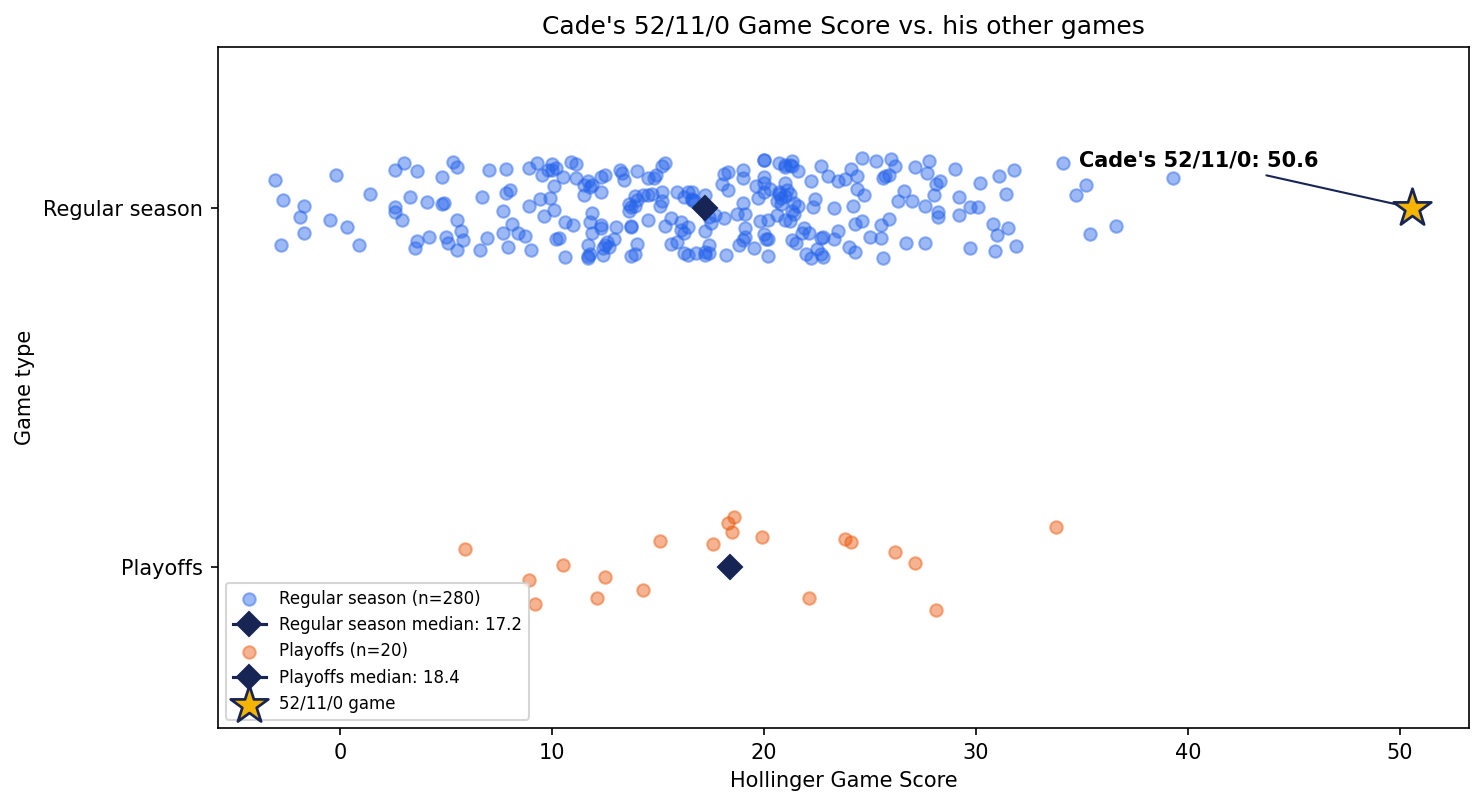 Cade's 52/11/0 Game Score vs. his other games
Cade's 52/11/0: 50.6
Regular season
Game type
Playoffs
Regular season (n=280)
Regular season median: 17.2
Playoffs (n=20)
Playoffs median: 18.4
52/11/0 game
0 10 20 30 40 50
Hollinger Game Score